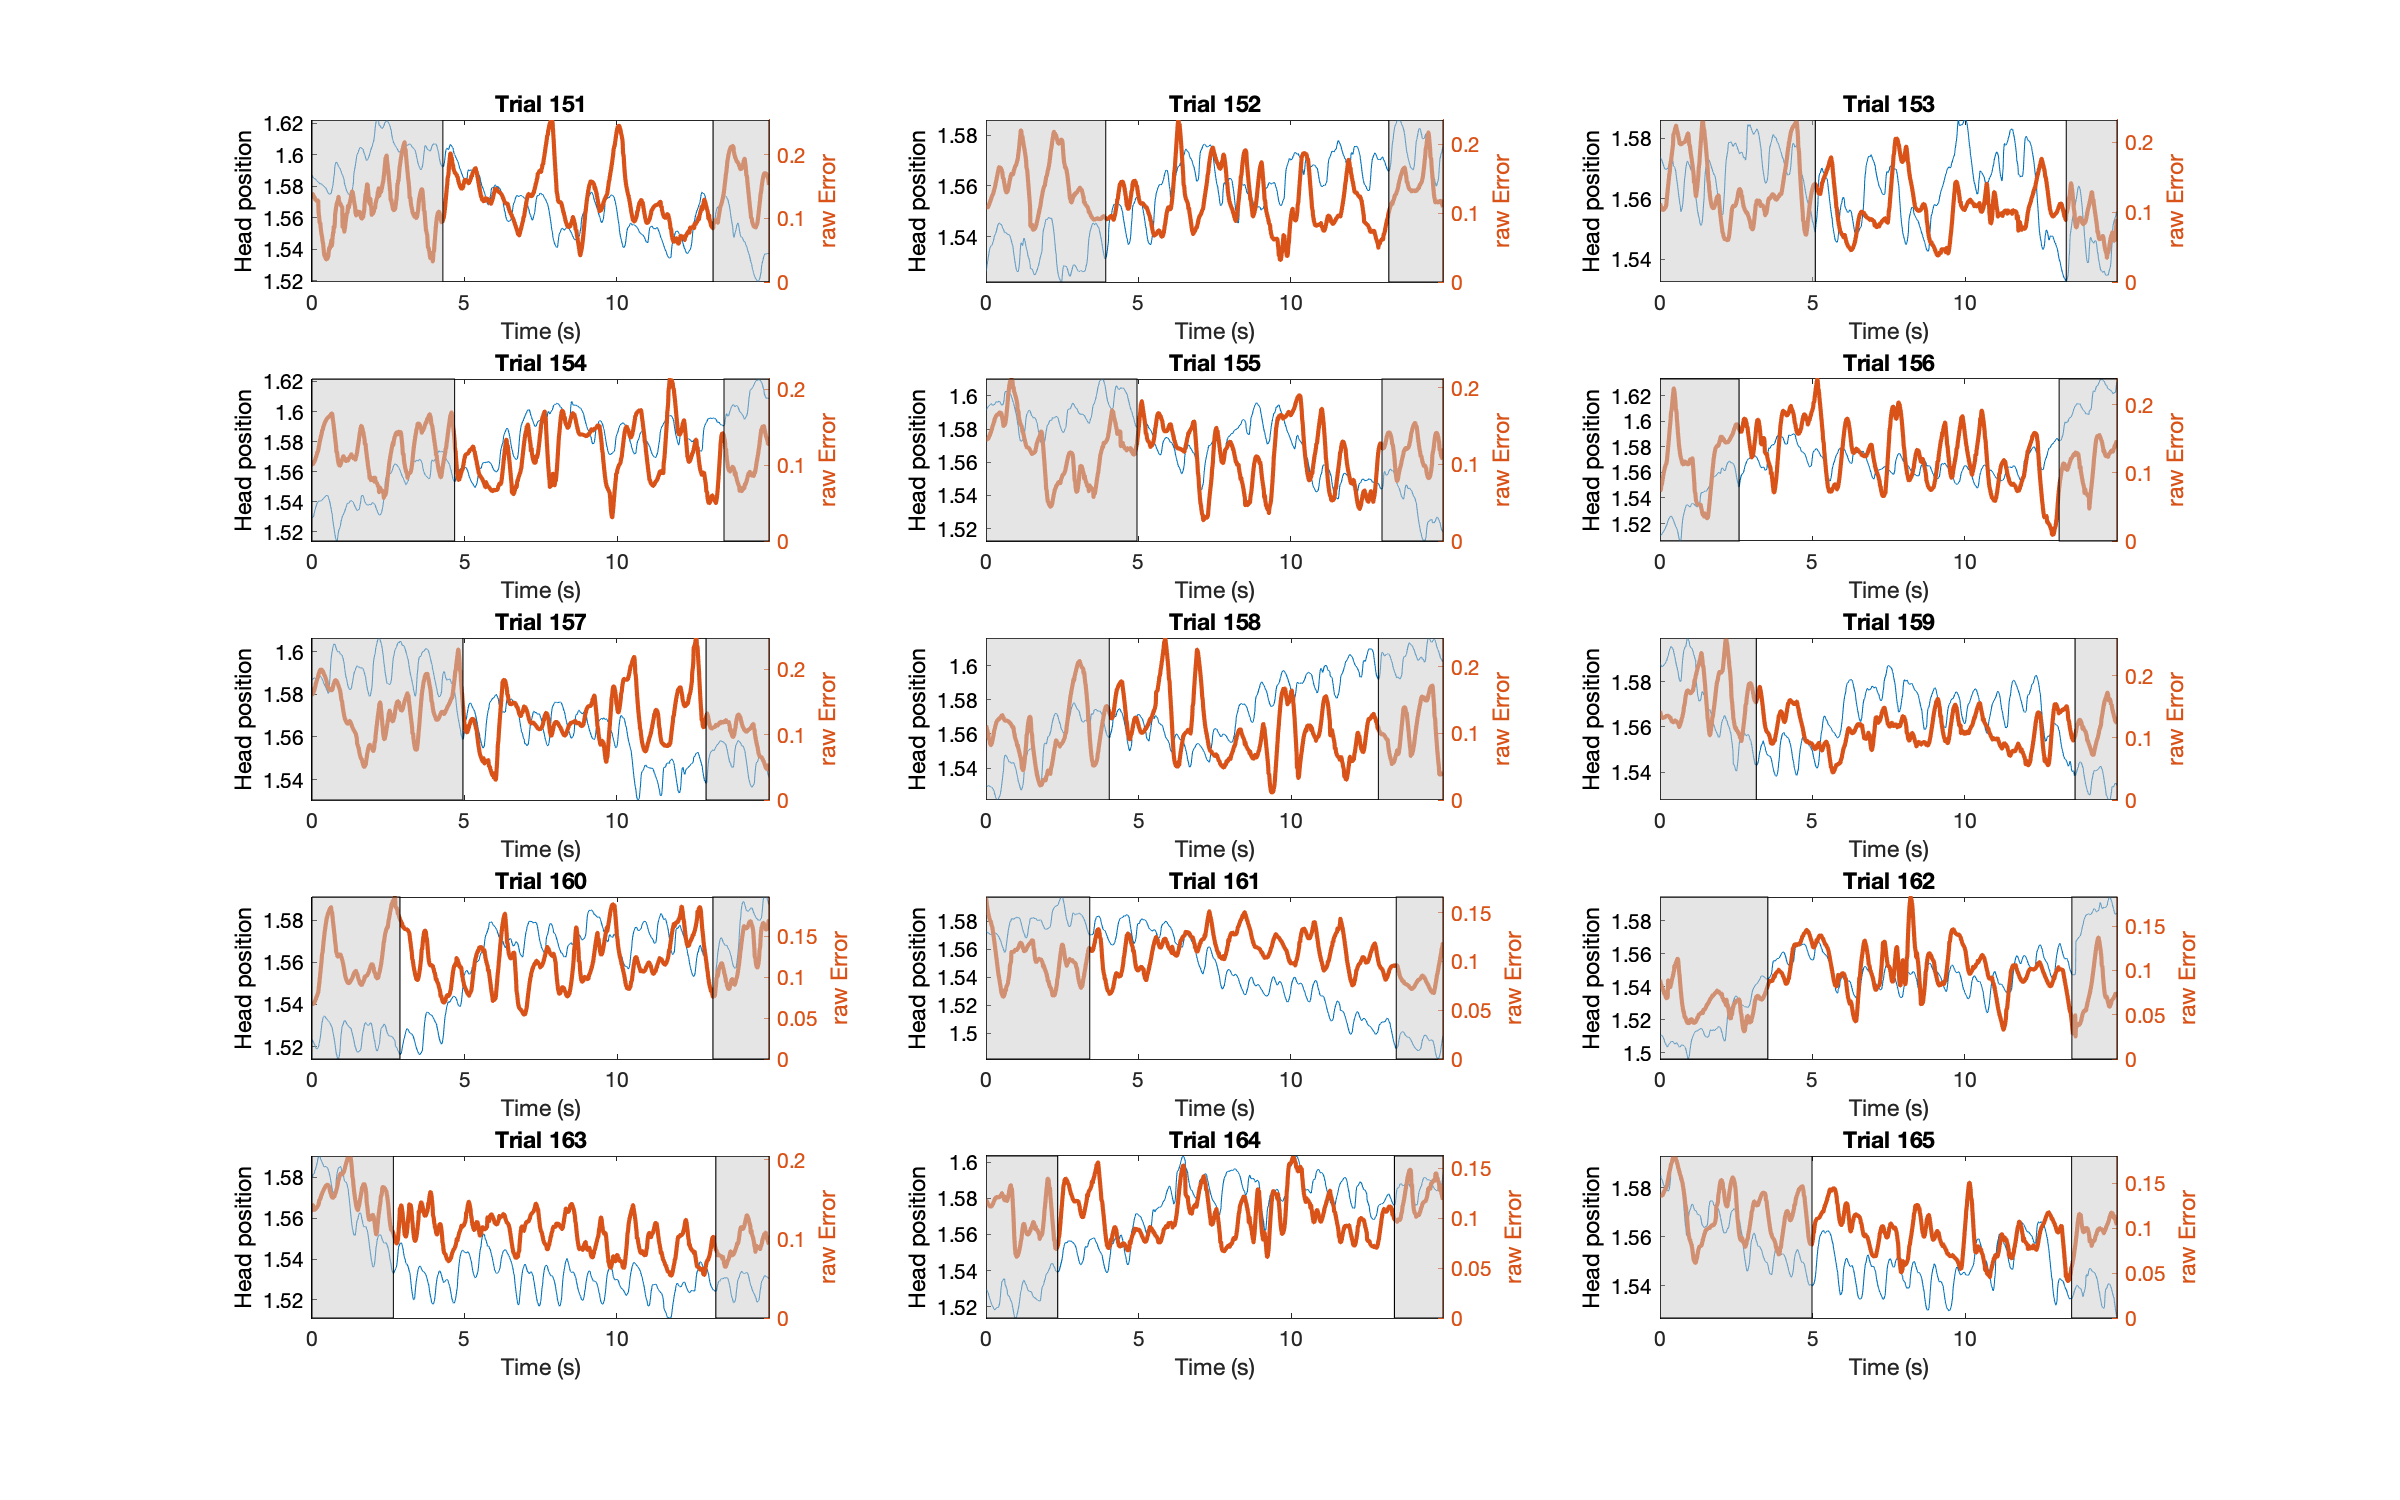 Trial 151
Head position
1.62
1.6
1.58
1.56
1.54
1.52
0
5
10
Time (s)
0.2
0.1
0
raw Error
Trial 152
Head position
1.58
1.56
1.54
0
5
10
Time (s)
0.2
0.1
0
raw Error
Trial 153
Head position
1.58
1.56
1.54
0
5
10
Time (s)
0.2
0.1
0
raw Error
Trial 154
Head position
1.62
1.6
1.58
1.56
1.54
1.52
0
5
10
Time (s)
0.2
0.1
0
raw Error
Trial 155
Head position
1.6
1.58
1.56
1.54
1.52
0
5
10
Time (s)
0.2
0.1
0
raw Error
Trial 156
Head position
1.62
1.6
1.58
1.56
1.54
1.52
0
5
10
Time (s)
0.2
0.1
0
raw Error
Trial 157
Head position
1.6
1.58
1.56
1.54
0
5
10
Time (s)
0.2
0.1
0
raw Error
Trial 158
Head position
1.6
1.58
1.56
1.54
0
5
10
Time (s)
0.2
0.1
0
raw Error
Trial 159
Head position
1.58
1.56
1.54
0
5
10
Time (s)
0.2
0.1
0
raw Error
Trial 160
Head position
1.58
1.56
1.54
1.52
0
5
10
Time (s)
0.15
0.1
0.05
0
raw Error
Trial 161
Head position
1.58
1.56
1.54
1.52
1.5
0
5
10
Time (s)
0.15
0.1
0.05
0
raw Error
Trial 162
Head position
1.58
1.56
1.54
1.52
1.5
0
5
10
Time (s)
0.15
0.1
0.05
0
raw Error
Trial 163
Head position
1.58
1.56
1.54
1.52
0
5
10
Time (s)
0.2
0.1
0
raw Error
Trial 164
Head position
1.6
1.58
1.56
1.54
1.52
0
5
10
Time (s)
0.15
0.1
0.05
0
raw Error
Trial 165
Head position
1.58
1.56
1.54
0
5
10
Time (s)
0.15
0.1
0.05
0
raw Error